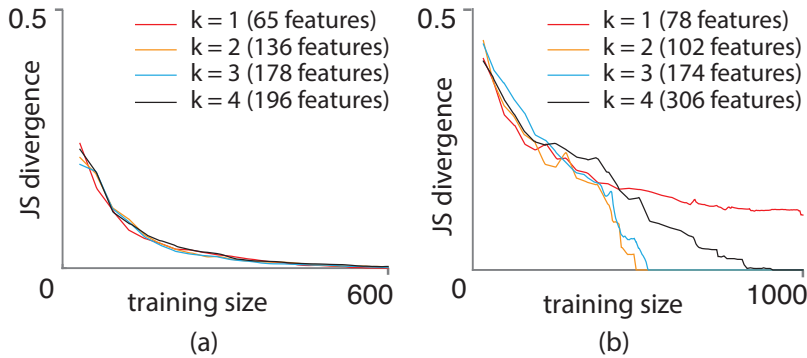 0.5
k = 1 (65 features)
k = 2 (136 features)
k = 3 (178 features)
k = 4 (196 features)
JS divergence
0
training size
600
(a)
0.5
k = 1 (78 features)
k = 2 (102 features)
k = 3 (174 features)
k = 4 (306 features)
JS divergence
0
training size
1000
(b)